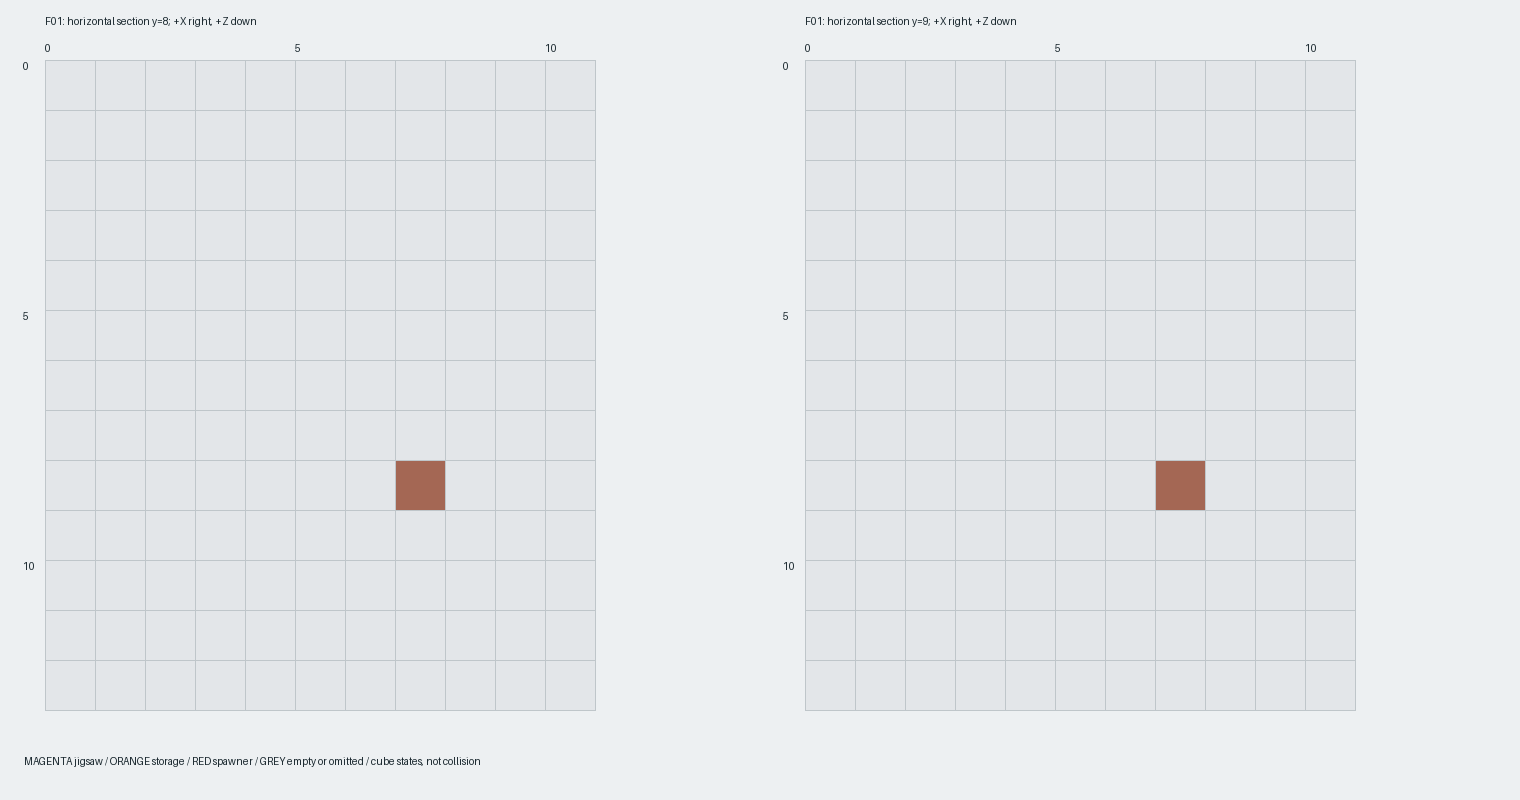 F01: horizontal section y=8; +X right, +Z down
F01: horizontal section y=9; +X right, +Z down
0 5 10
0 5 10
0
0
5
5
10
10
MAGENTA jigsaw / ORANGE storage / RED spawner / GREY empty or omitted / cube states, not collision